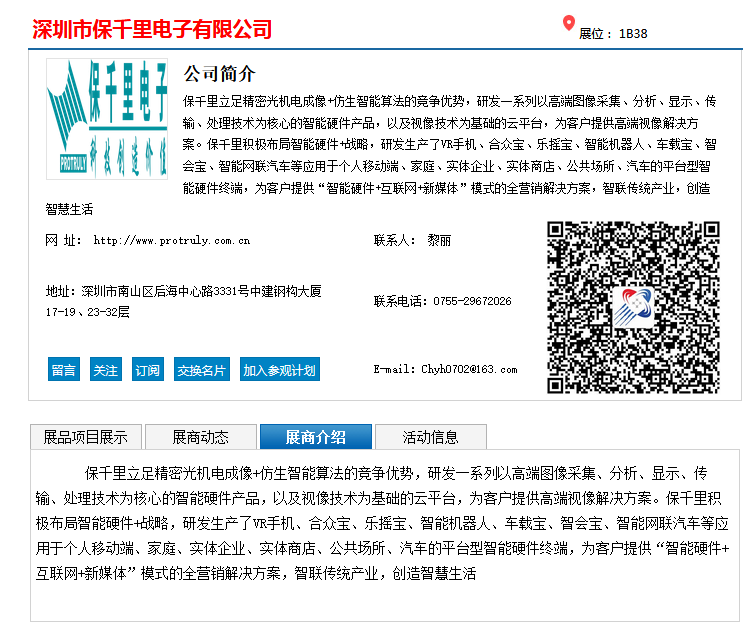 深圳市保千里电子有限公司
展位： 1B38
保千里电子
PROTRULY
科技创造价值
公司简介
保千里立足精密光机电成像+仿生智能算法的竞争优势，研发一系列以高端图像采集、分析、显示、传
输、处理技术为核心的智能硬件产品，以及视像技术为基础的云平台，为客户提供高端视像解决方
案。保千里积极布局智能硬件+战略，研发生产了VR手机、合众宝、乐摇宝、智能机器人、车载宝、智
会宝、智能网联汽车等应用于个人移动端、家庭、实体企业、实体商店、公共场所、汽车的平台型智
能硬件终端，为客户提供“智能硬件+互联网+新媒体”模式的全营销解决方案，智联传统产业，创造
智慧生活
网 址： http://www.protruly.com.cn
联系人： 黎丽
地址：深圳市南山区后海中心路3331号中建钢构大厦
17-19、23-32层
联系电话：0755-29672026
留言 关注 订阅 交换名片 加入参观计划
E-mail：Chyh0702@163.com
展品项目展示 展商动态 展商介绍 活动信息
保千里立足精密光机电成像+仿生智能算法的竞争优势，研发一系列以高端图像采集、分析、显示、传
输、处理技术为核心的智能硬件产品，以及视像技术为基础的云平台，为客户提供高端视像解决方案。保千里积
极布局智能硬件+战略，研发生产了VR手机、合众宝、乐摇宝、智能机器人、车载宝、智会宝、智能网联汽车等应
用于个人移动端、家庭、实体企业、实体商店、公共场所、汽车的平台型智能硬件终端，为客户提供“智能硬件+
互联网+新媒体”模式的全营销解决方案，智联传统产业，创造智慧生活